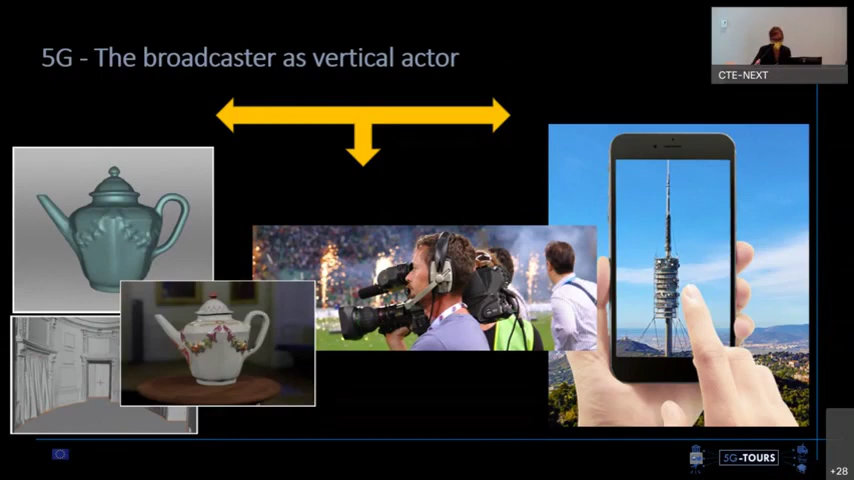 5G - The broadcaster as vertical actor
CTE-NEXT
5G-TOURS
+28